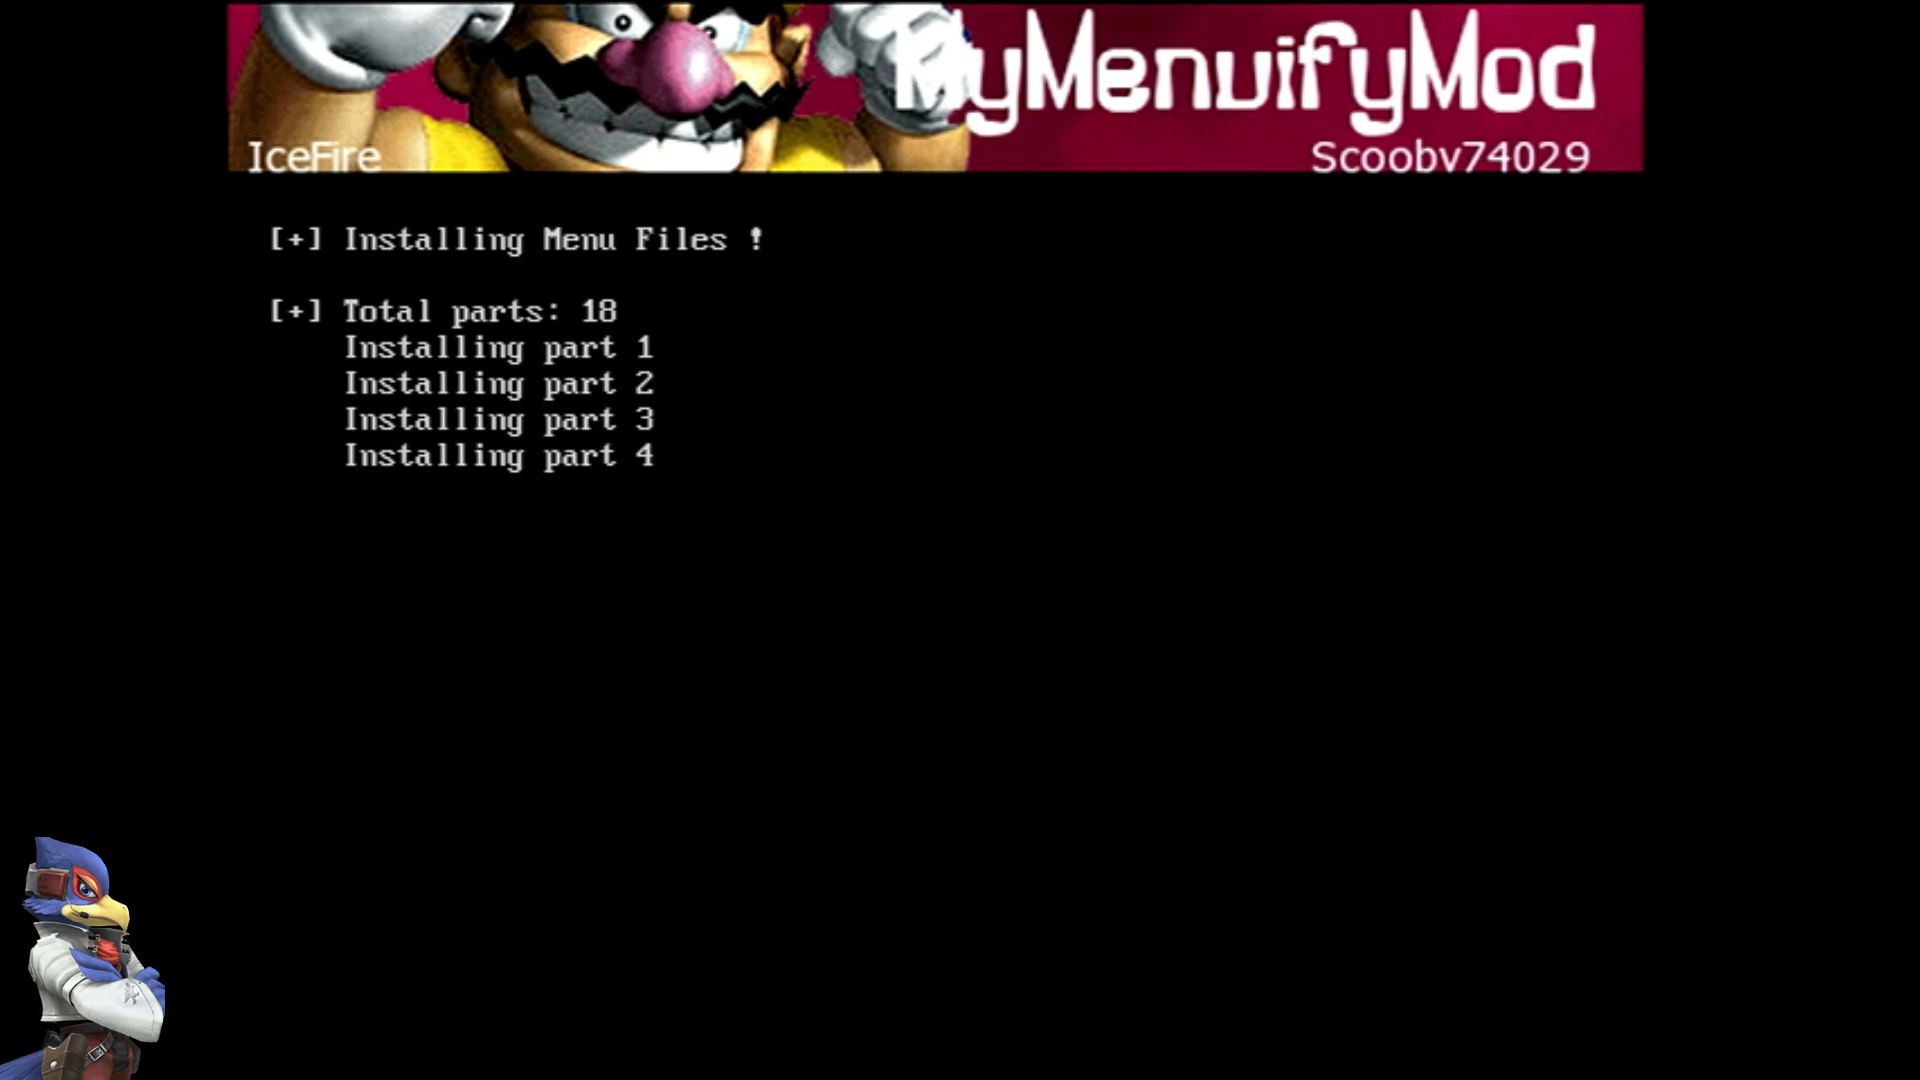 MyMenuifyMod
IceFire
Scooby74029
[+] Installing Menu Files !
[+] Total parts: 18
Installing part 1
Installing part 2
Installing part 3
Installing part 4